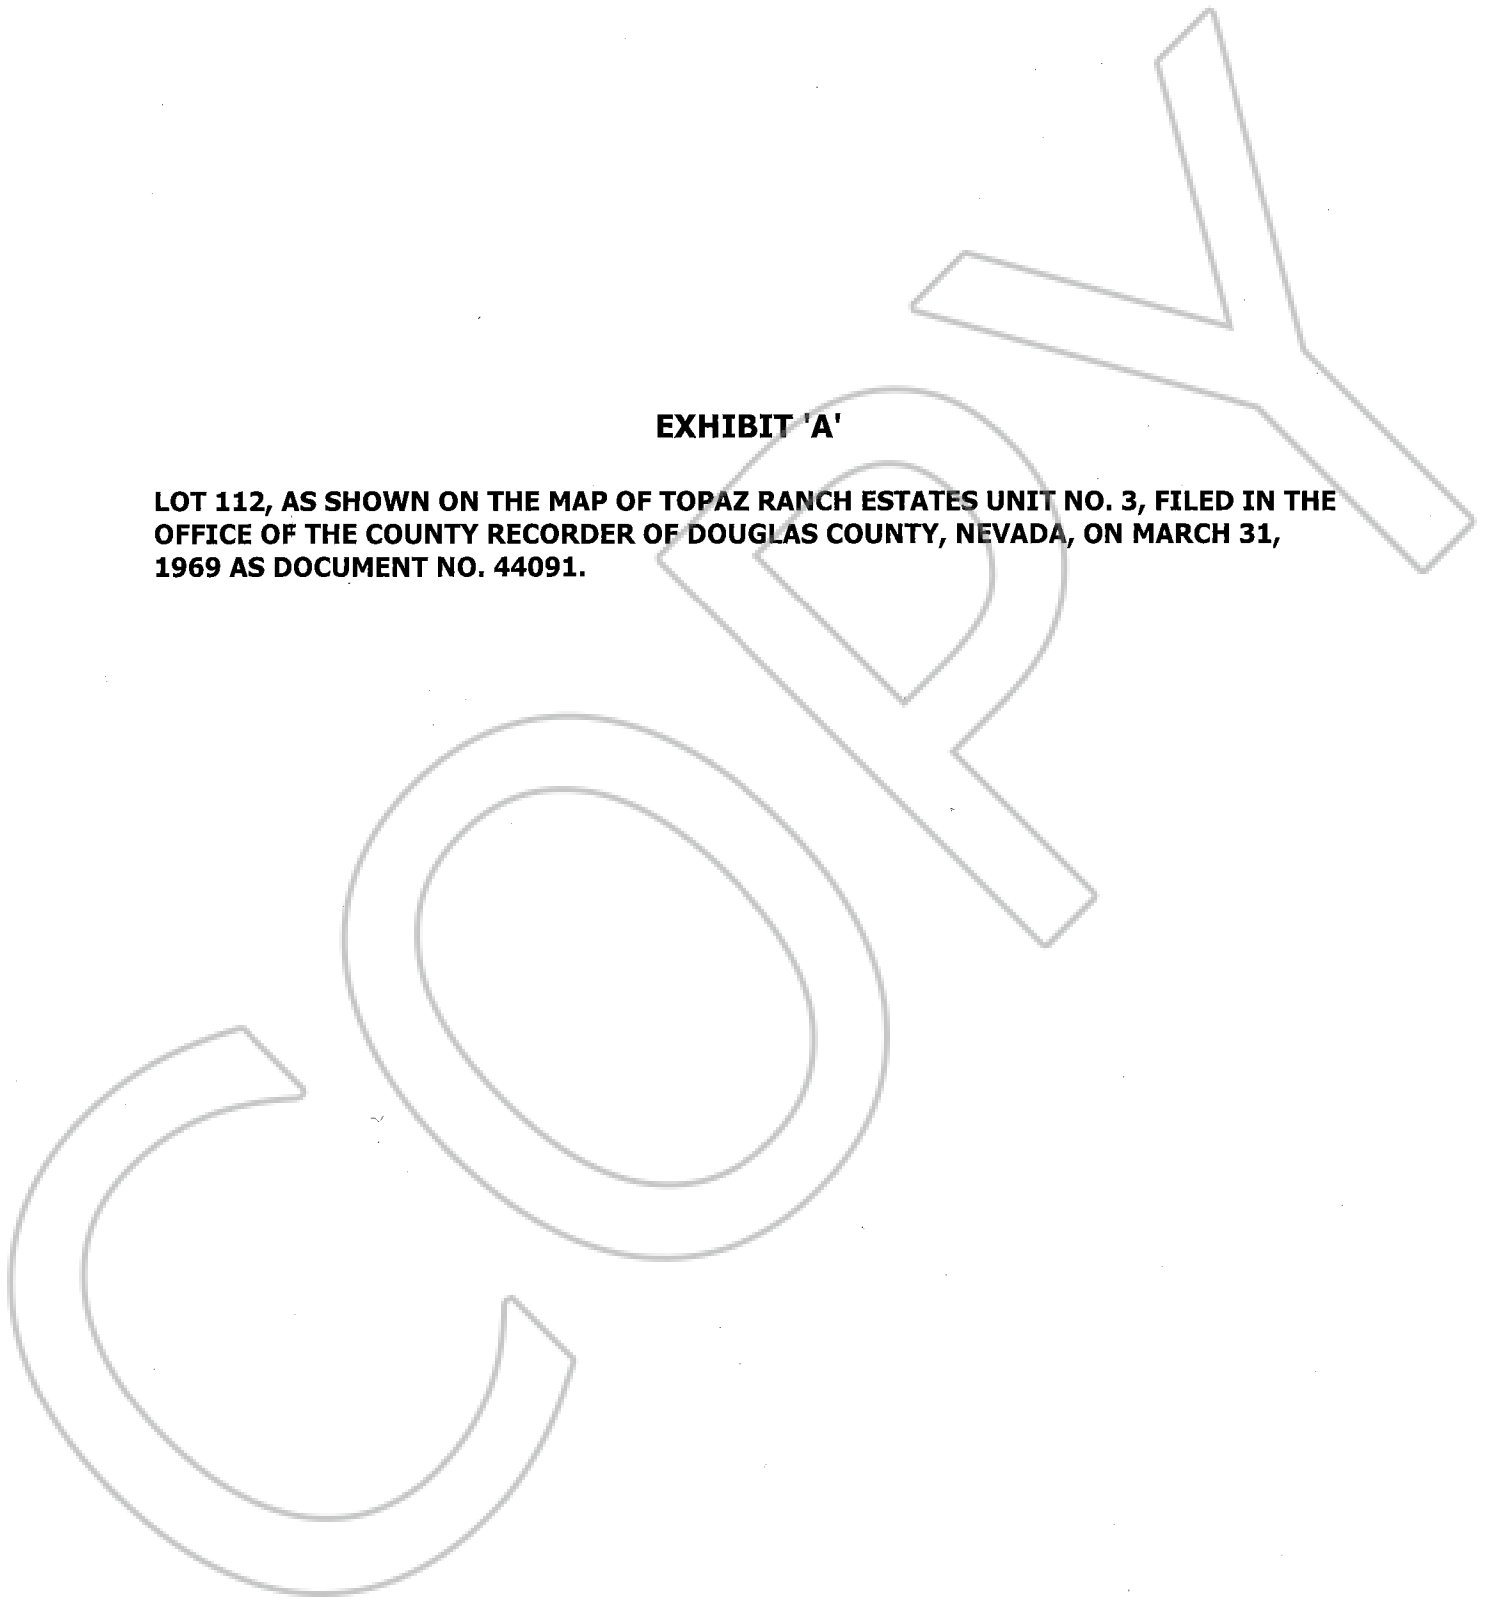 EXHIBIT 'A'
LOT 112, AS SHOWN ON THE MAP OF TOPAZ RANCH ESTATES UNIT NO. 3, FILED IN THE
OFFICE OF THE COUNTY RECORDER OF DOUGLAS COUNTY, NEVADA, ON MARCH 31,
1969 AS DOCUMENT NO. 44091.
COPY